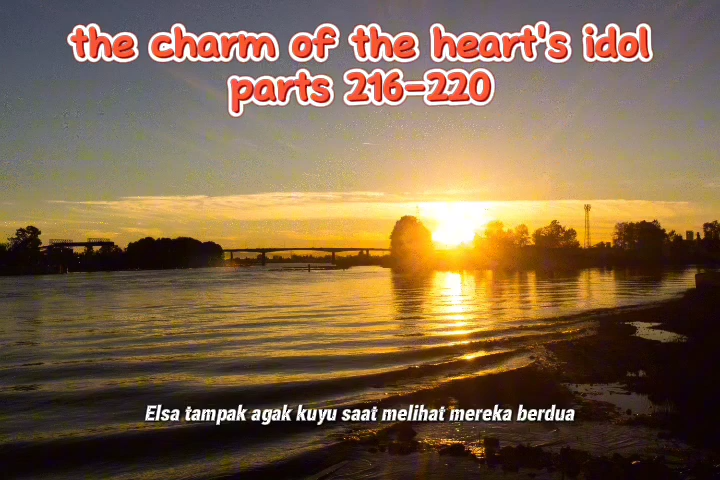 the charm of the heart's idol
parts 216-220
Elsa tampak agak kuyu saat melihat mereka berdua